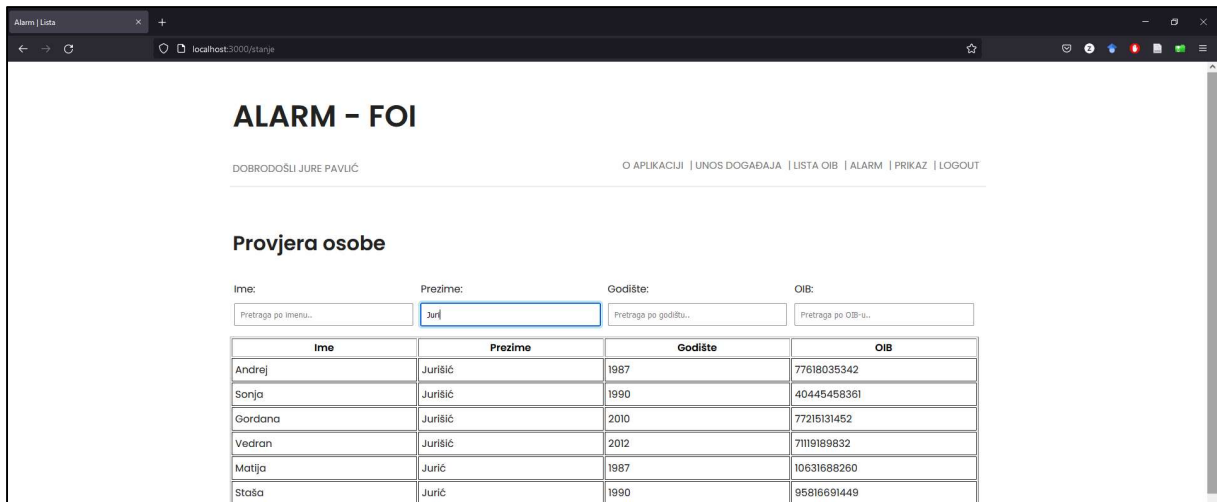 Alarm | Lista
localhost:3000/stanje
ALARM - FOI
DOBRODOŠLI JURE PAVLIĆ
O APLIKACIJI | UNOS DOGAĐAJA | LISTA OIB | ALARM | PRIKAZ | LOGOUT
Provjera osobe
Ime: Prezime: Godište: OIB:
Pretraga po imenu.. Juri Pretraga po godištu.. Pretraga po OIB-u..
Ime Prezime Godište OIB
Andrej Jurišić 1987 77618035342
Sonja Jurišić 1990 40445458361
Gordana Jurišić 2010 77215131452
Vedran Jurišić 2012 71119189832
Matija Jurić 1987 10631688260
Staša Jurić 1990 95816691449